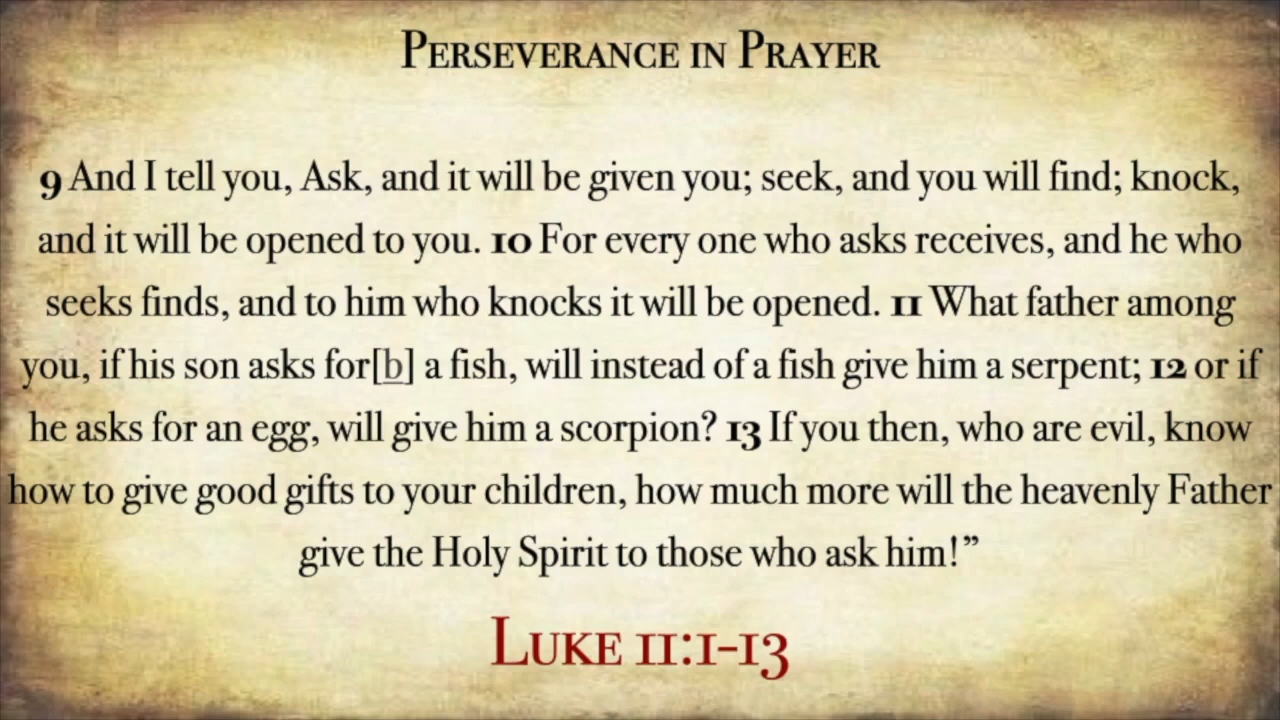 Perseverance in Prayer
9 And I tell you, Ask, and it will be given you; seek, and you will find; knock,
and it will be opened to you. 10 For every one who asks receives, and he who
seeks finds, and to him who knocks it will be opened. 11 What father among
you, if his son asks for[b] a fish, will instead of a fish give him a serpent; 12 or if
he asks for an egg, will give him a scorpion? 13 If you then, who are evil, know
how to give good gifts to your children, how much more will the heavenly Father
give the Holy Spirit to those who ask him!”
Luke 11:1-13